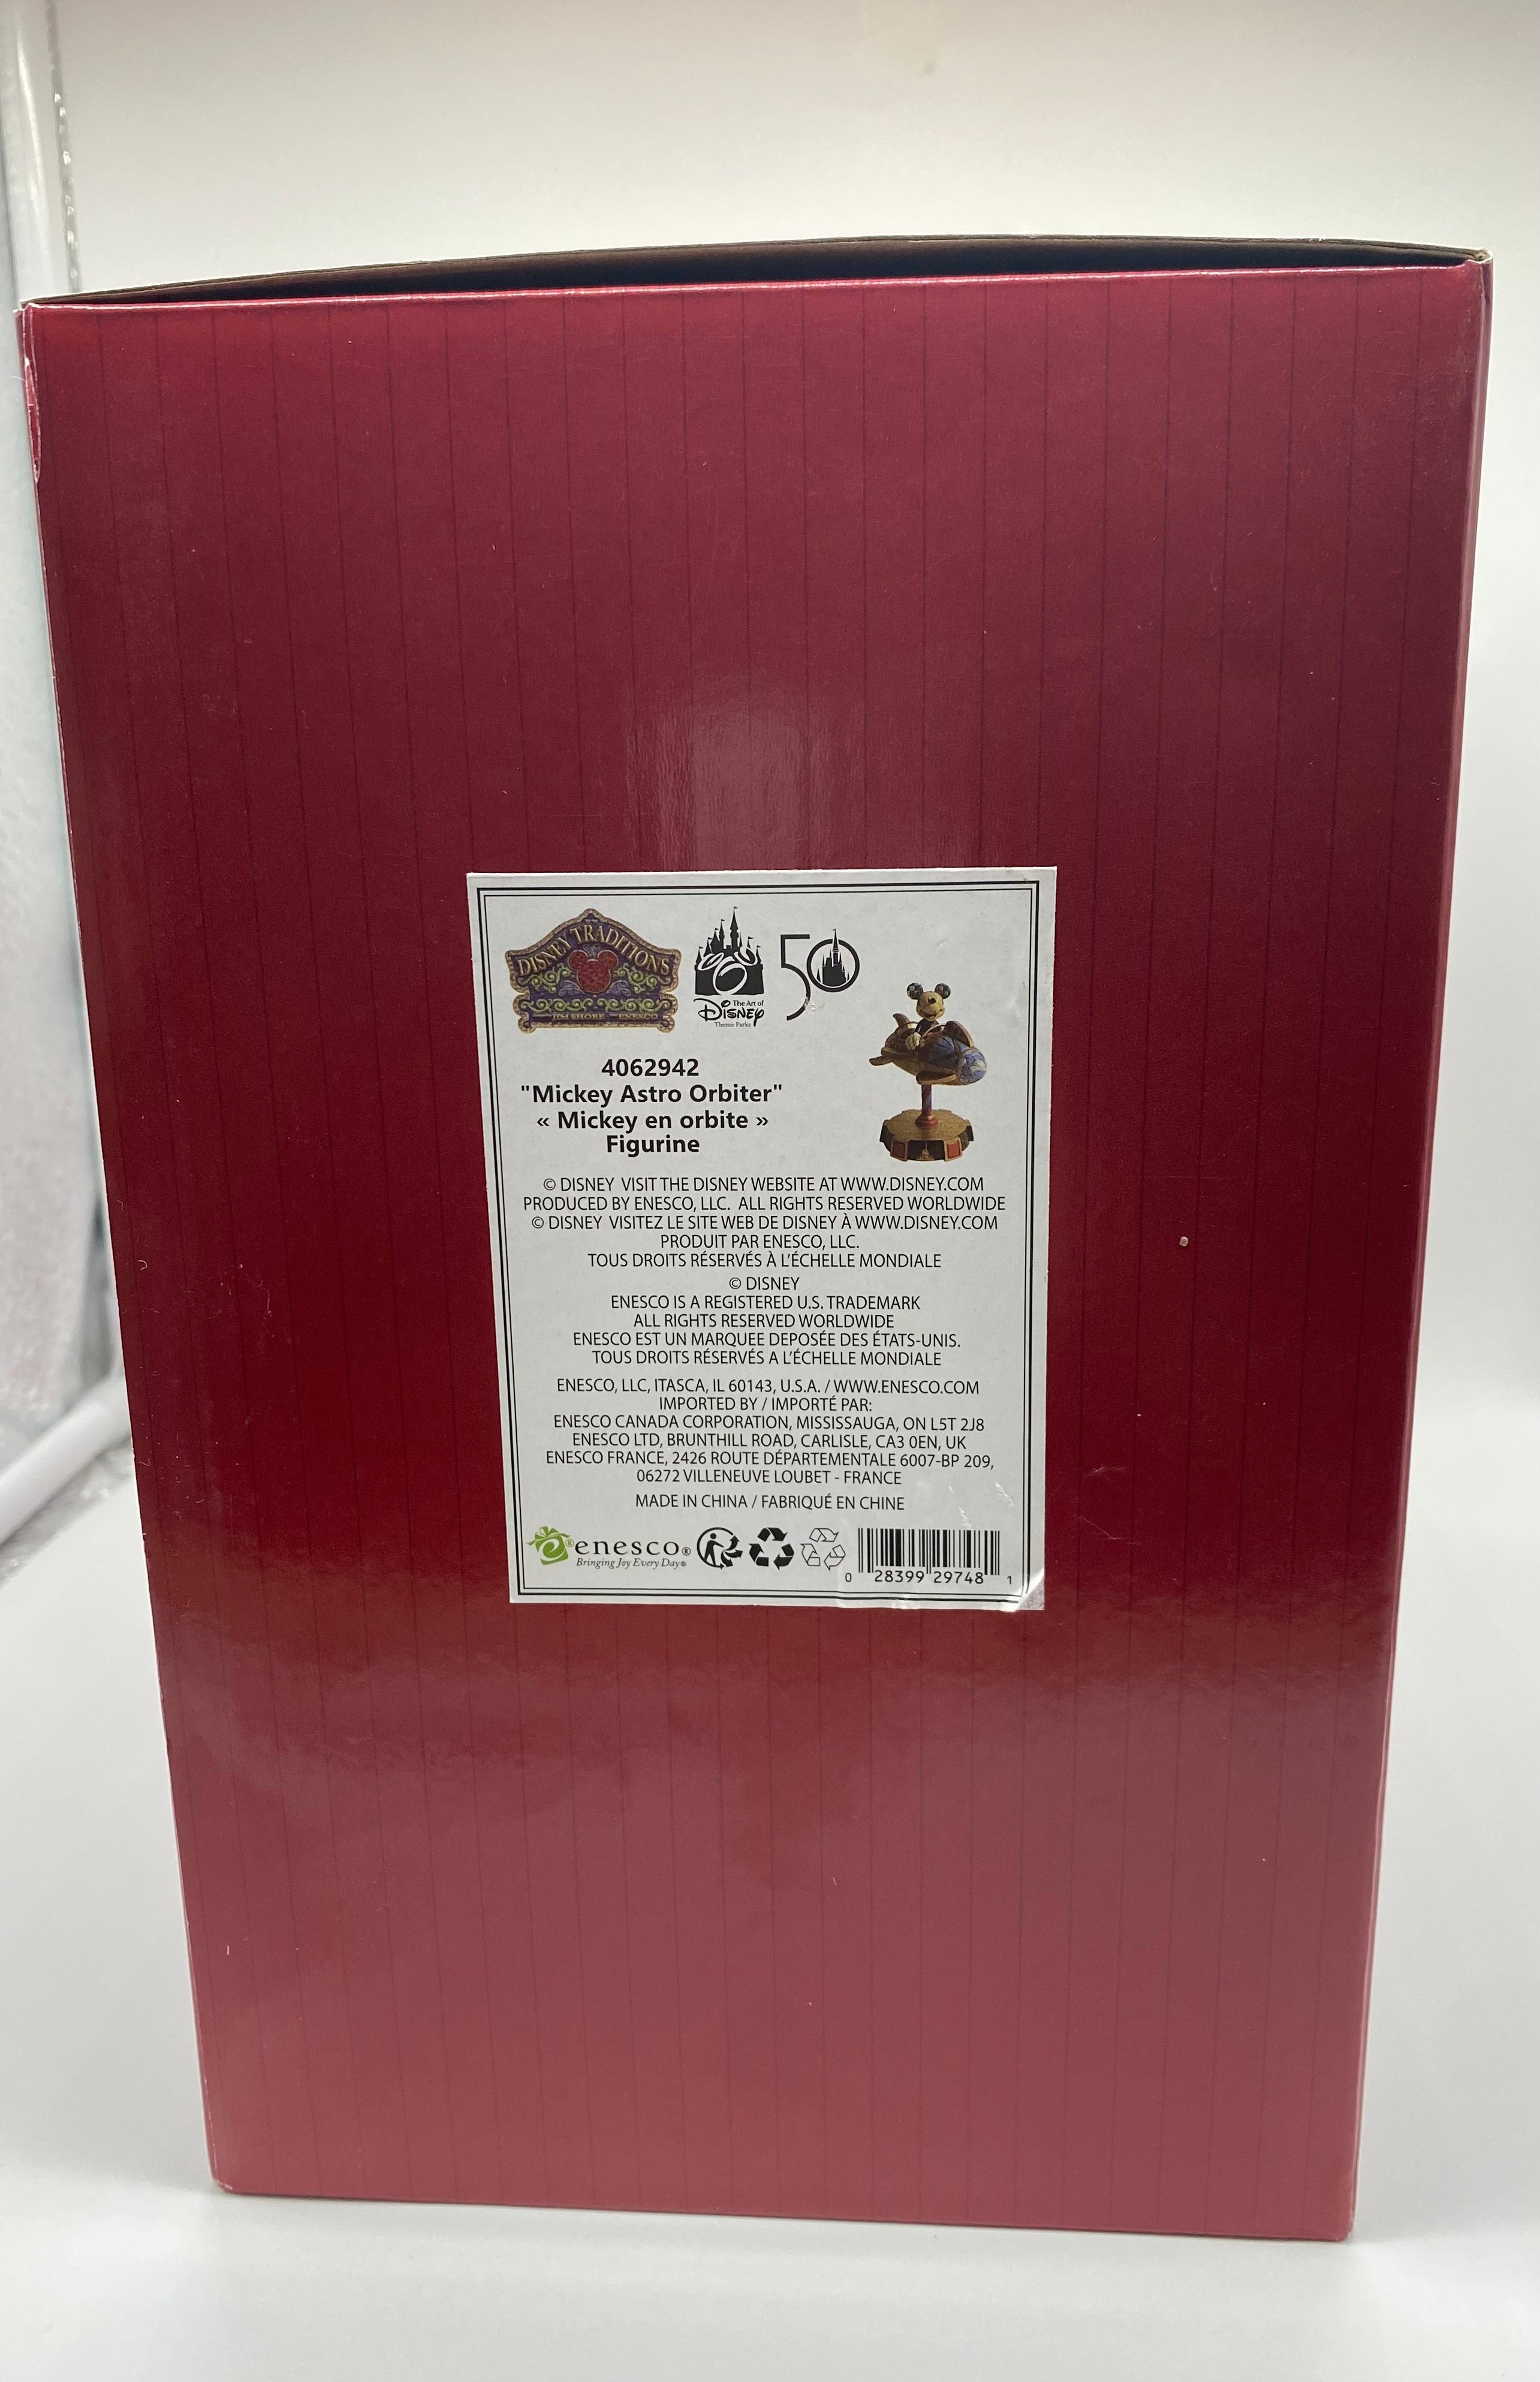 DISNEY TRADITIONS
JIM SHORE ENESCO
The Art of
Disney
Theme Parks
50
4062942
"Mickey Astro Orbiter"
« Mickey en orbite »
Figurine
© DISNEY VISIT THE DISNEY WEBSITE AT WWW.DISNEY.COM
PRODUCED BY ENESCO, LLC. ALL RIGHTS RESERVED WORLDWIDE
© DISNEY VISITEZ LE SITE WEB DE DISNEY À WWW.DISNEY.COM
PRODUIT PAR ENESCO, LLC.
TOUS DROITS RÉSERVÉS À L'ÉCHELLE MONDIALE
© DISNEY
ENESCO IS A REGISTERED U.S. TRADEMARK
ALL RIGHTS RESERVED WORLDWIDE
ENESCO EST UN MARQUEE DEPOSÉE DES ÉTATS-UNIS.
TOUS DROITS RÉSERVÉS A L'ÉCHELLE MONDIALE
ENESCO, LLC, ITASCA, IL 60143, U.S.A. / WWW.ENESCO.COM
IMPORTED BY / IMPORTÉ PAR:
ENESCO CANADA CORPORATION, MISSISSAUGA, ON L5T 2J8
ENESCO LTD, BRUNTHILL ROAD, CARLISLE, CA3 0EN, UK
ENESCO FRANCE, 2426 ROUTE DÉPARTEMENTALE 6007-BP 209,
06272 VILLENEUVE LOUBET - FRANCE
MADE IN CHINA / FABRIQUÉ EN CHINE
enesco®
Bringing Joy Every Day®
0 28399 29748 1